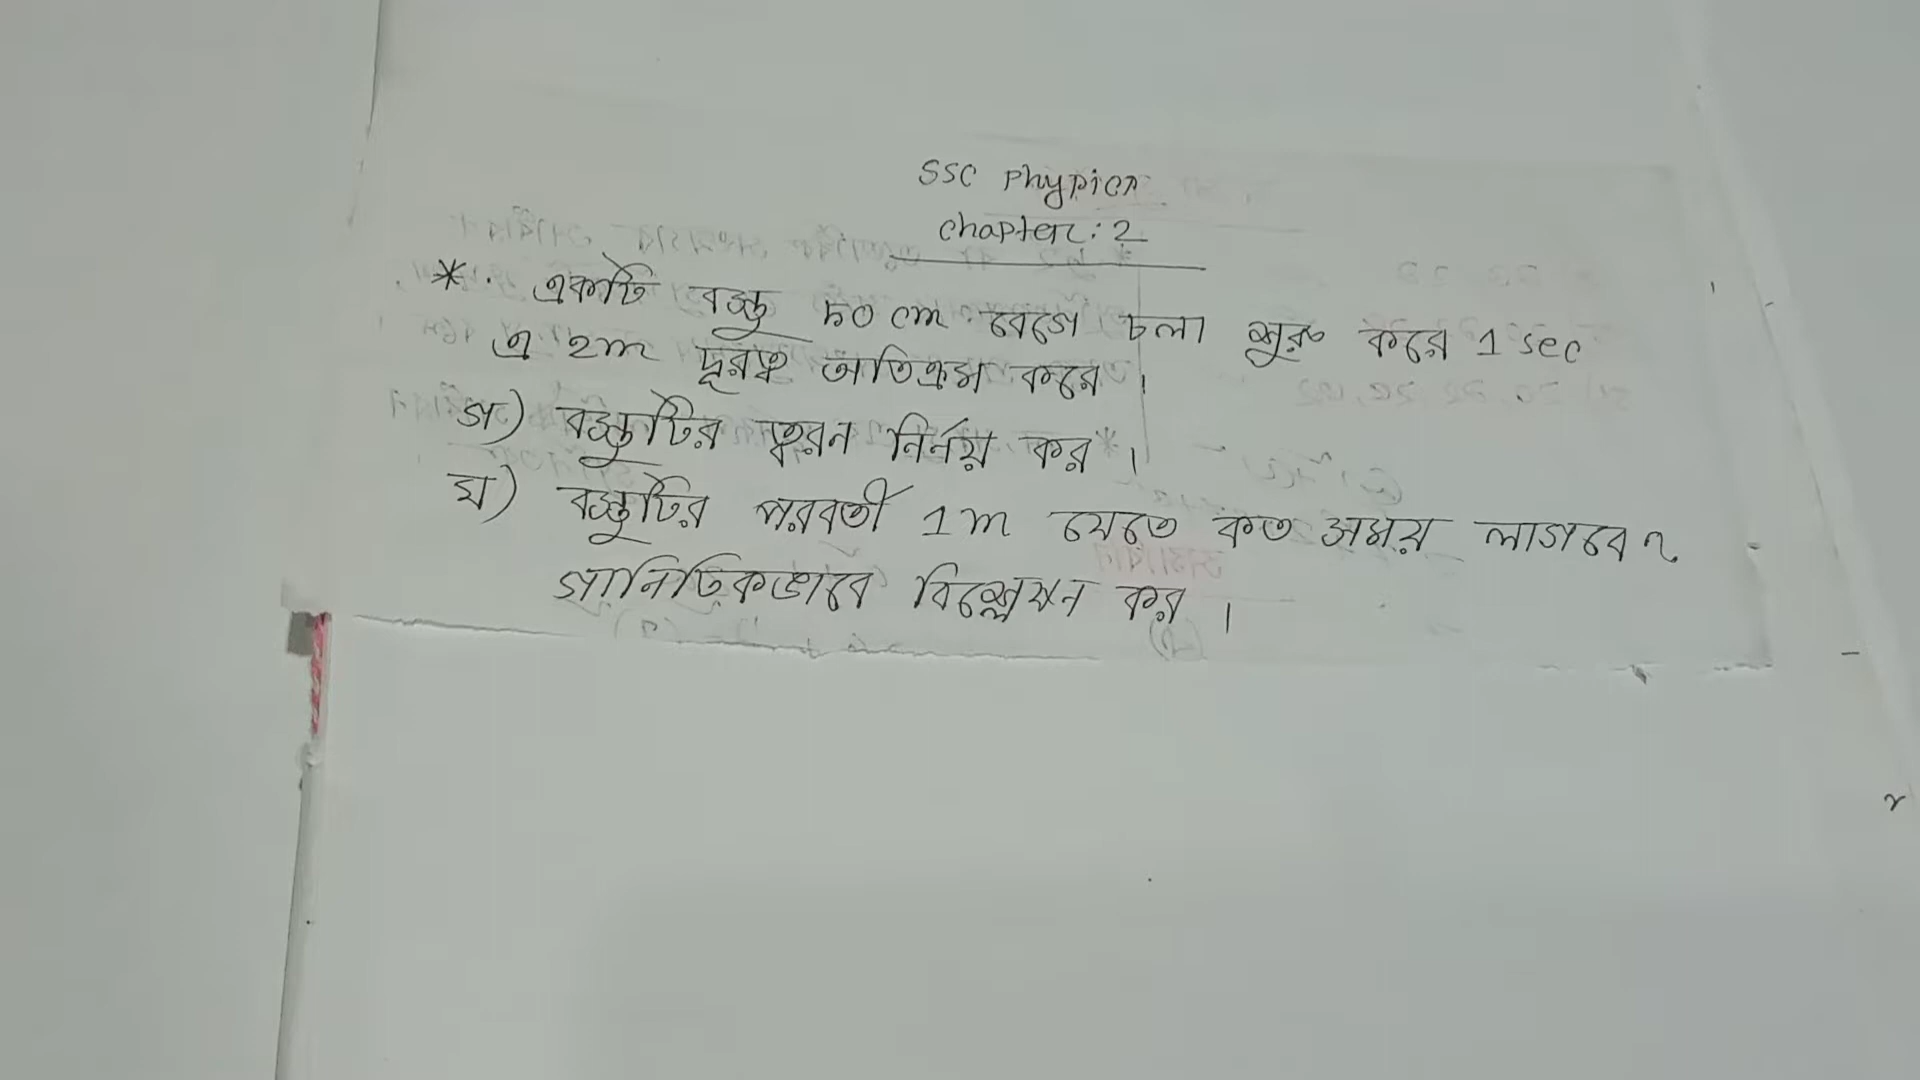 SSC Physics
Chapter: 2
*. একটি বস্তু 50 cm বেগে চলা শুরু করে 1 sec
এ 2m দূরত্ব অতিক্রম করে।
গ) বস্তুটির ত্বরন নির্নয় কর।
ঘ) বস্তুটির পরবর্তী 1m যেতে কত সময় লাগবে
গানিতিকভাবে বিশ্লেষন কর।